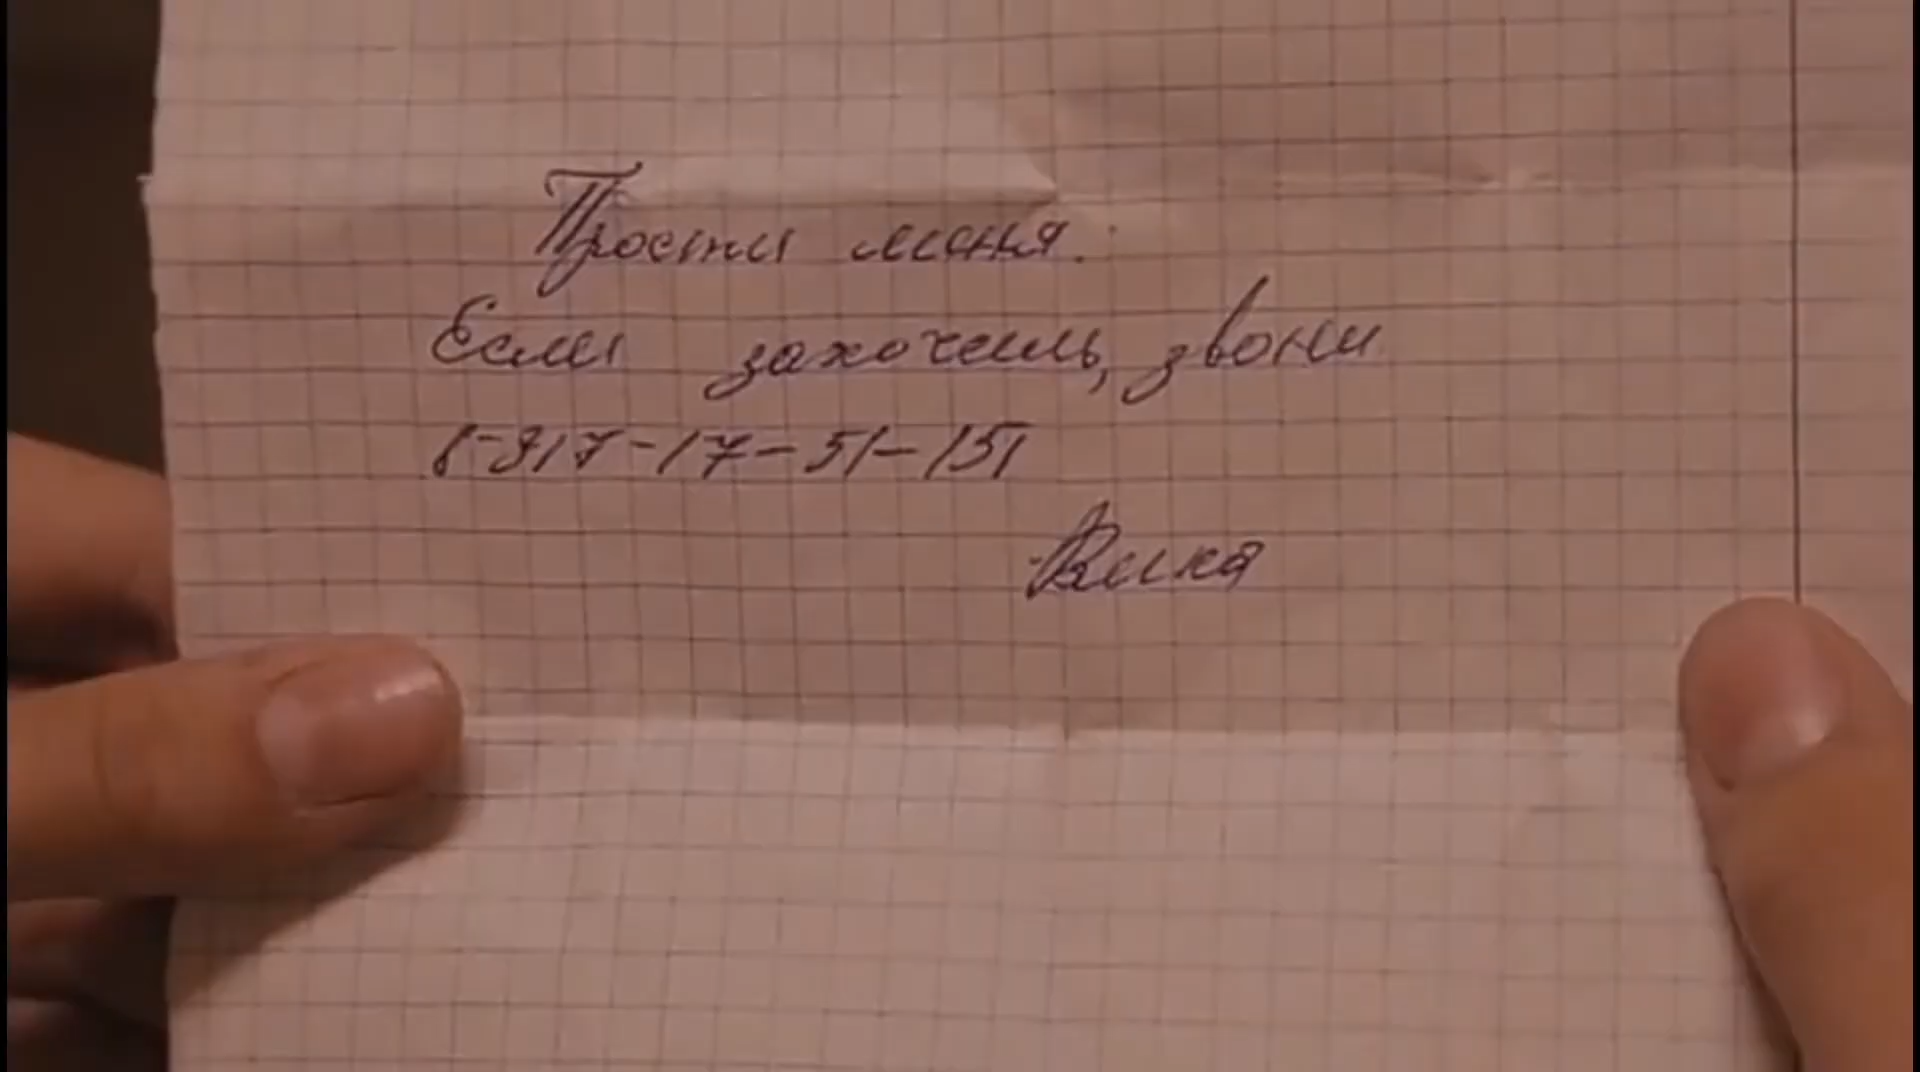 Прости меня.
Если захочешь, звони
8-917-17-51-151
Вика